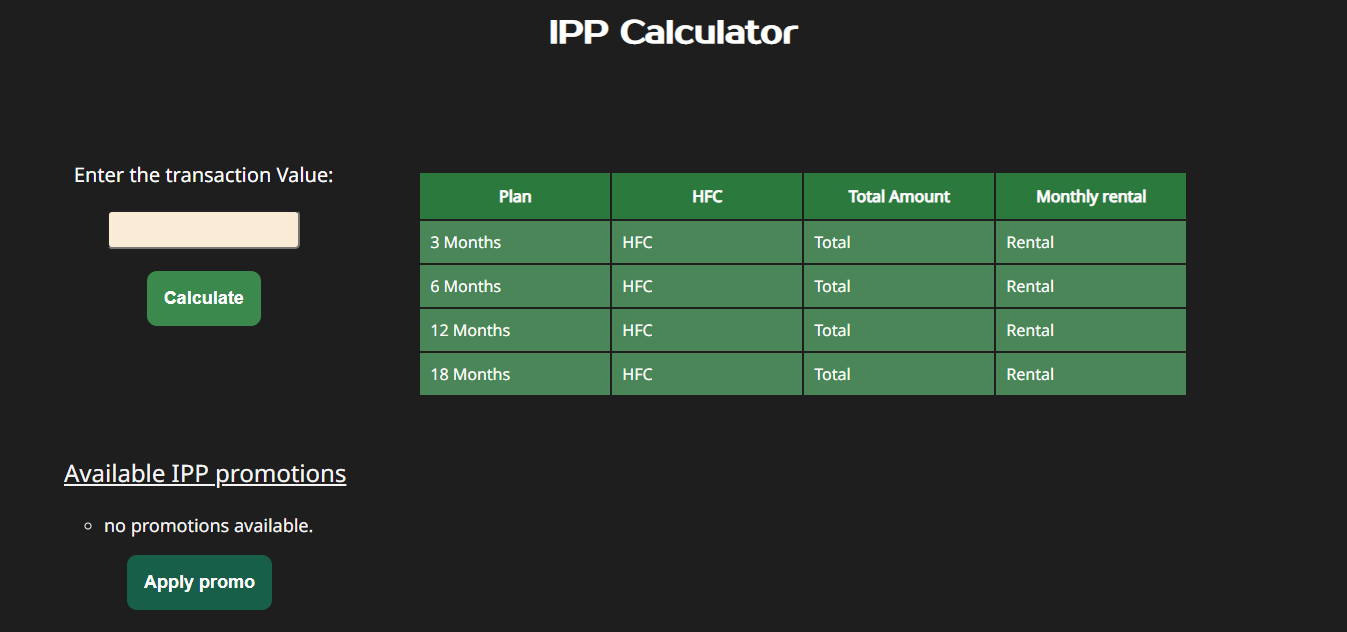 IPP Calculator
Enter the transaction Value:
Calculate
Plan HFC Total Amount Monthly rental
3 Months HFC Total Rental
6 Months HFC Total Rental
12 Months HFC Total Rental
18 Months HFC Total Rental
Available IPP promotions
no promotions available.
Apply promo